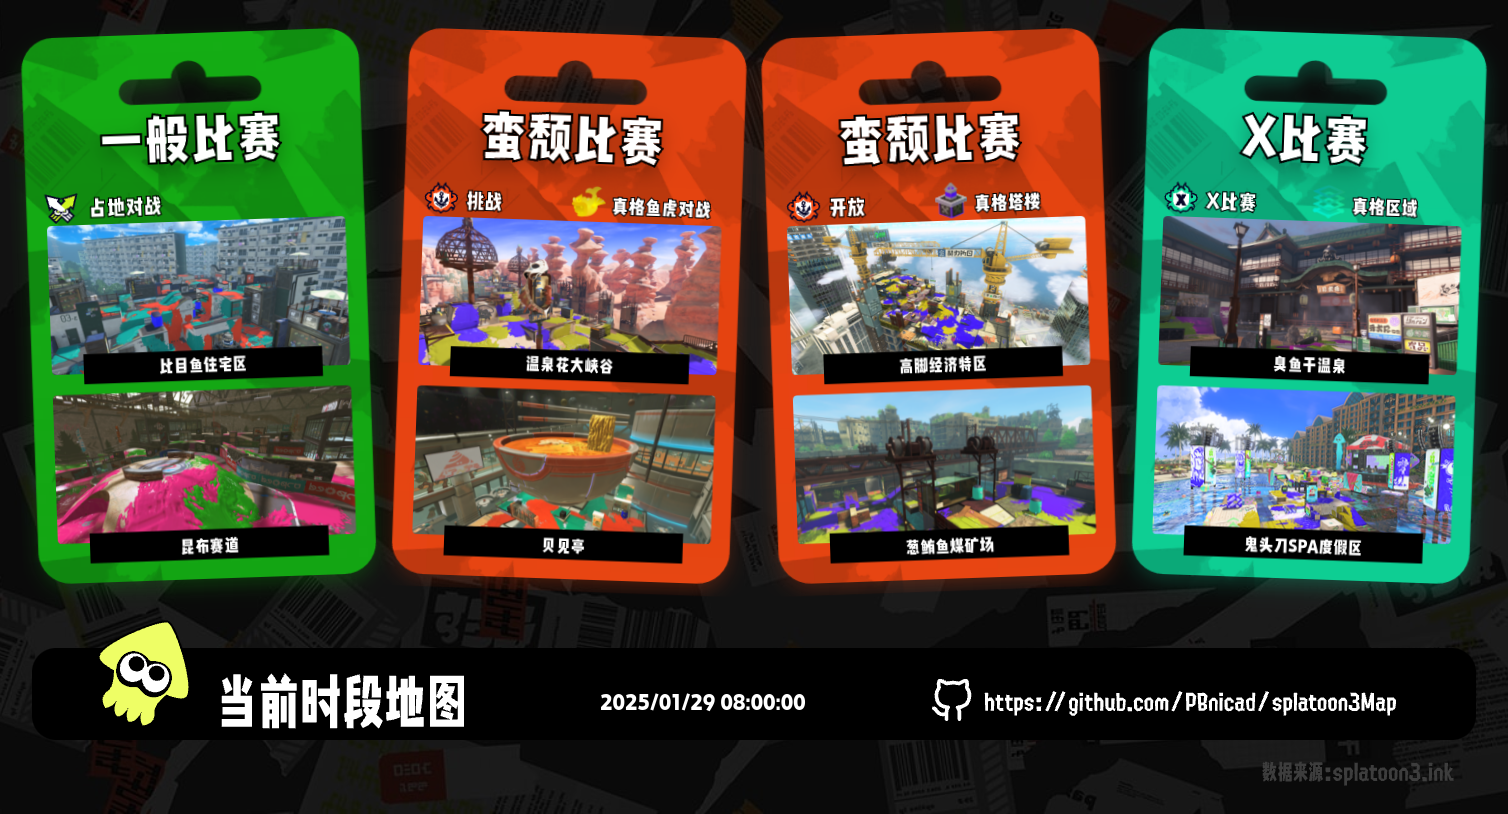 一般比赛
占地对战
比目鱼住宅区
昆布赛道
蛮颓比赛
挑战
真格鱼虎对战
温泉花大峡谷
贝见亭
蛮颓比赛
开放
真格塔楼
高脚经济特区
葱鲔鱼煤矿场
X比赛
X比赛
真格区域
臭鱼干温泉
鬼头刀SPA度假区
当前时段地图
2025/01/29 08:00:00
https://github.com/PBnicad/splatoon3Map
数据来源:splatoon3.ink